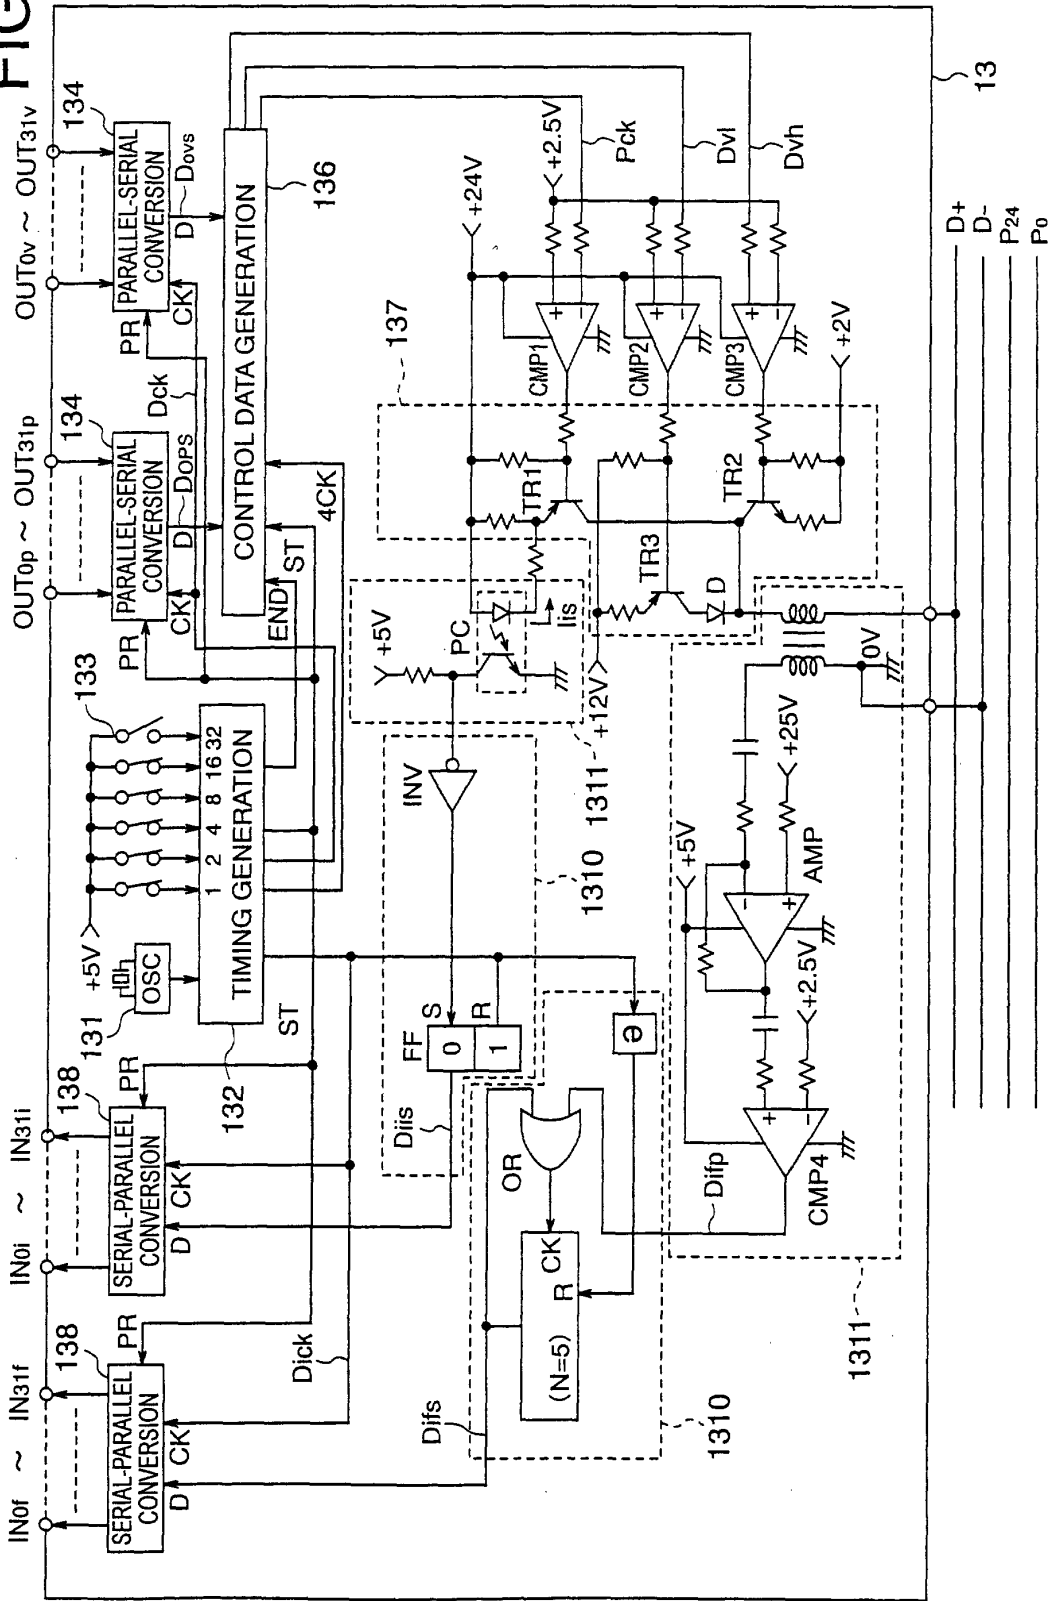 FIG
OUT0v ~ OUT31v
134
PARALLEL-SERIAL
CONVERSION
PR
CK
D
Dovs
Dck
OUT0p ~ OUT31p
134
PARALLEL-SERIAL
CONVERSION
PR
CK
D
DOPS
CONTROL DATA GENERATION
136
END
ST
4CK
133
+5V
1 2 4 8 16 32
TIMING GENERATION
132
131
OSC
ST
IN0i ~ IN31i
138
SERIAL-PARALLEL
CONVERSION
PR
CK
D
IN0f ~ IN31f
138
SERIAL-PARALLEL
CONVERSION
PR
CK
D
Dick
+24V
+2.5V
Pck
Dvl
Dvh
137
CMP1
+
−
CMP2
+
−
CMP3
+
−
+2V
TR1
TR2
TR3
D
+12V
+5V
PC
Iis
1311
INV
1310
FF
S
R
0
1
Diis
e
OR
CK
R
(N=5)
Difs
1310
Difp
CMP4
+
−
+2.5V
AMP
−
+
+5V
+25V
0V
1311
13
D+
D−
P24
P0